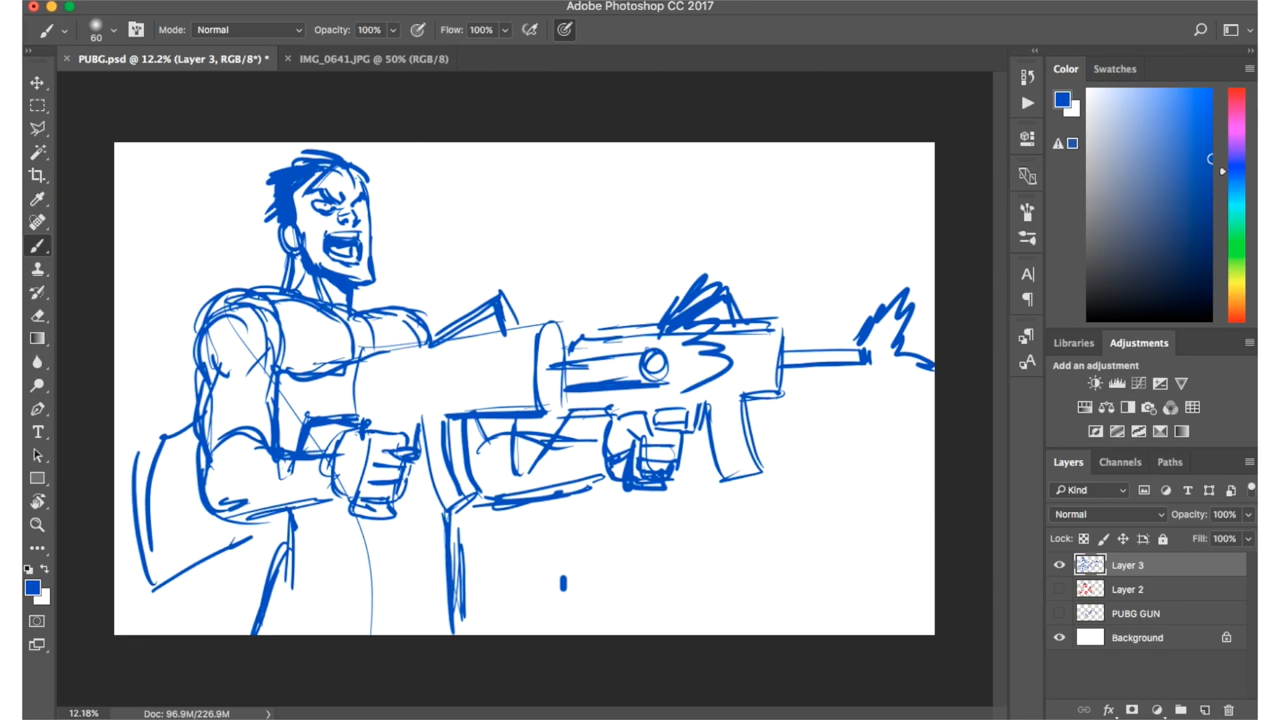 Adobe Photoshop CC 2017
60
Mode: Normal
Opacity: 100%
Flow: 100%
× PUBG.psd @ 12.2% (Layer 3, RGB/8*) *
× IMG_0641.JPG @ 50% (RGB/8)
Color
Swatches
Libraries
Adjustments
Add an adjustment
Layers
Channels
Paths
Kind
Normal
Opacity: 100%
Lock:
Fill: 100%
Layer 3
Layer 2
PUBG GUN
Background
fx
12.18%
Doc: 96.9M/226.9M